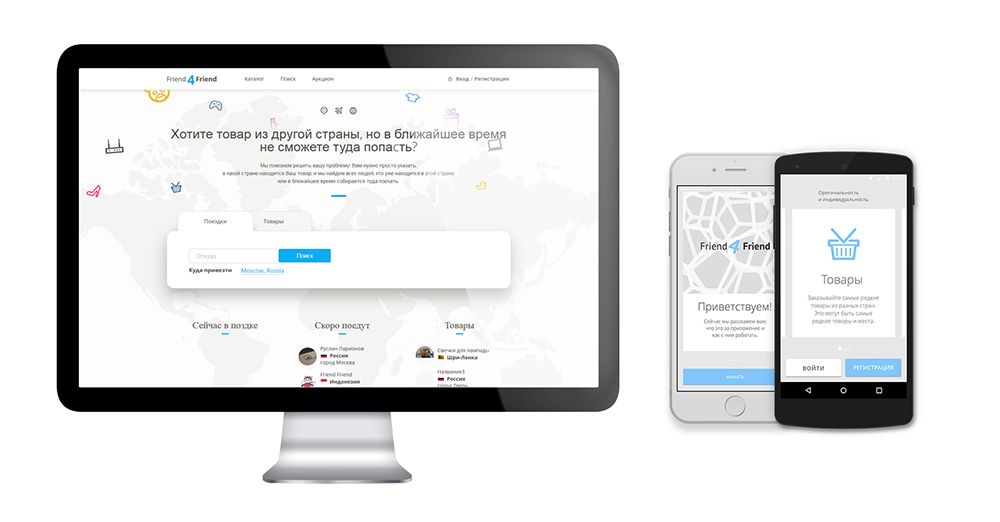 Friend 4 Friend
Каталог
Поиск
Аукцион
Вход / Регистрация
Хотите товар из другой страны, но в ближайшее время
не сможете туда попасть?
Мы поможем решить вашу проблему: Вам нужно просто указать,
в какой стране находится Ваш товар, и мы найдем всех людей, кто уже находится в этой стране
или в ближайшее время собирается туда поехать.
Поездки
Товары
Откуда
Поиск
Куда привезти
Moscow, Russia
Сейчас в поздке
Скоро поедут
Товары
Руслан Ларионов
Россия
город Москва
Friend Friend
Индонезия
Свечки для лампады
Шри-Ланка
Название3
Россия
город Тверь
Friend 4 Friend
Приветствуем!
Сейчас мы расскажем вам,
что это за приложение и
как с ним работать.
НАЧАТЬ
Оригинальность
и индивидуальность
Товары
Заказывайте самые редкие
товары из разных стран.
Это могут быть самые
редкие товары и места.
ВОЙТИ
РЕГИСТРАЦИЯ